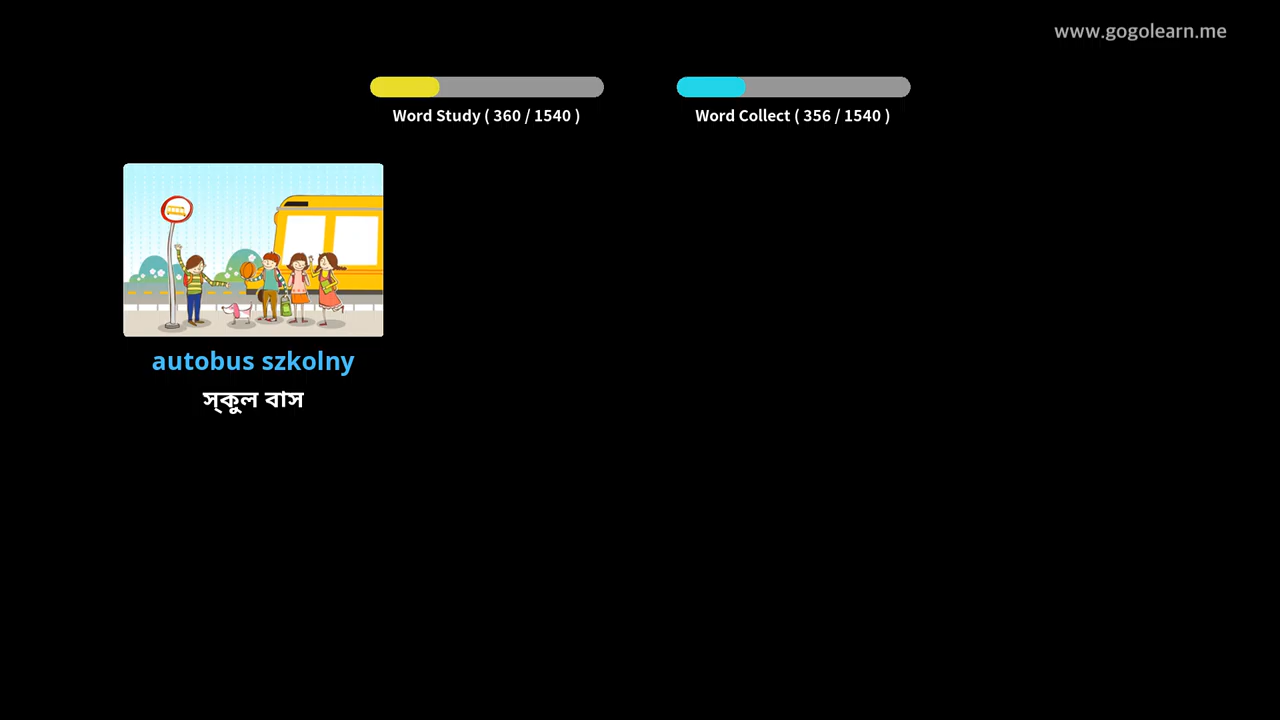 www.gogolearn.me
Word Study ( 360 / 1540 )
Word Collect ( 356 / 1540 )
autobus szkolny
স্কুল বাস